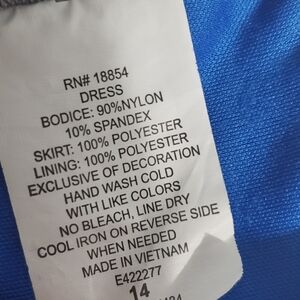 RN# 18854
DRESS
BODICE: 90%NYLON
10% SPANDEX
SKIRT: 100% POLYESTER
LINING: 100% POLYESTER
EXCLUSIVE OF DECORATION
HAND WASH COLD
WITH LIKE COLORS
NO BLEACH, LINE DRY
COOL IRON ON REVERSE SIDE
WHEN NEEDED
MADE IN VIETNAM
E422277
14